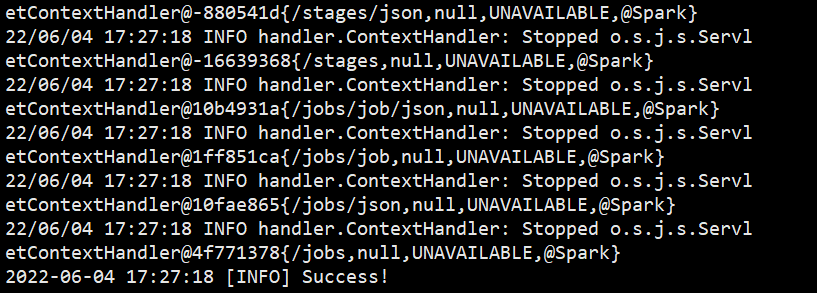 etContextHandler@-880541d{/stages/json,null,UNAVAILABLE,@Spark}
22/06/04 17:27:18 INFO handler.ContextHandler: Stopped o.s.j.s.Servl
etContextHandler@-16639368{/stages,null,UNAVAILABLE,@Spark}
22/06/04 17:27:18 INFO handler.ContextHandler: Stopped o.s.j.s.Servl
etContextHandler@10b4931a{/jobs/job/json,null,UNAVAILABLE,@Spark}
22/06/04 17:27:18 INFO handler.ContextHandler: Stopped o.s.j.s.Servl
etContextHandler@1ff851ca{/jobs/job,null,UNAVAILABLE,@Spark}
22/06/04 17:27:18 INFO handler.ContextHandler: Stopped o.s.j.s.Servl
etContextHandler@10fae865{/jobs/json,null,UNAVAILABLE,@Spark}
22/06/04 17:27:18 INFO handler.ContextHandler: Stopped o.s.j.s.Servl
etContextHandler@4f771378{/jobs,null,UNAVAILABLE,@Spark}
2022-06-04 17:27:18 [INFO] Success!